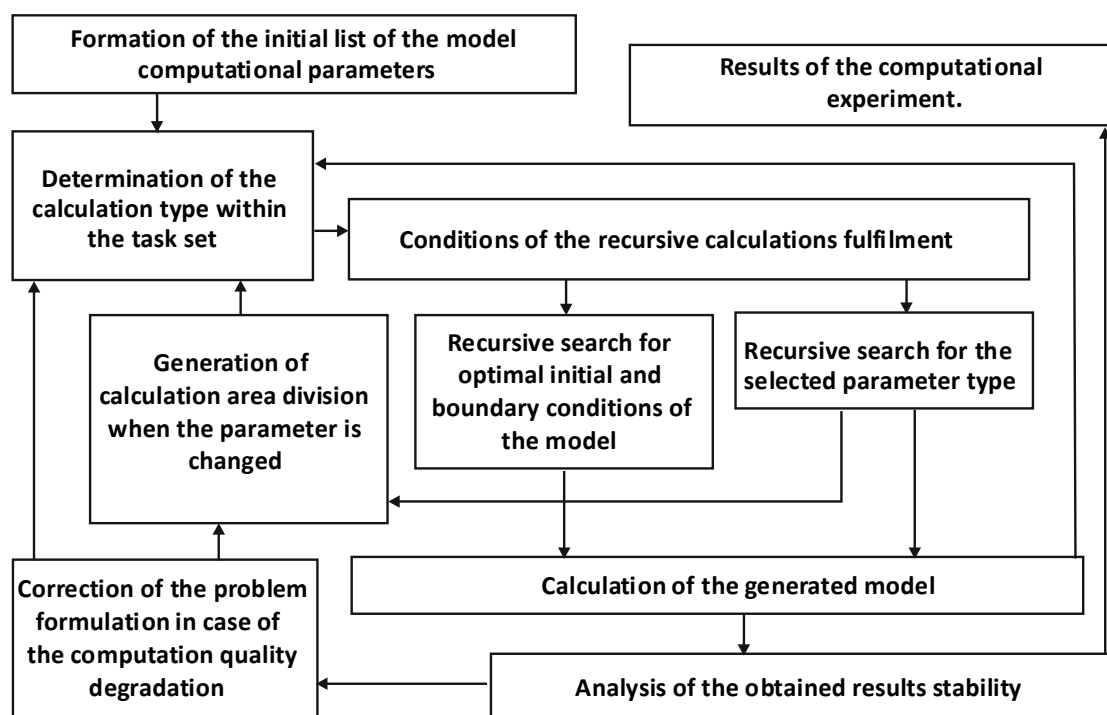 Formation of the initial list of the model
computational parameters
Results of the computational
experiment.
Determination of the
calculation type within
the task set
Conditions of the recursive calculations fulfilment
Generation of
calculation area division
when the parameter is
changed
Recursive search for
optimal initial and
boundary conditions of
the model
Recursive search for the
selected parameter type
Correction of the problem
formulation in case of
the computation quality
degradation
Calculation of the generated model
Analysis of the obtained results stability